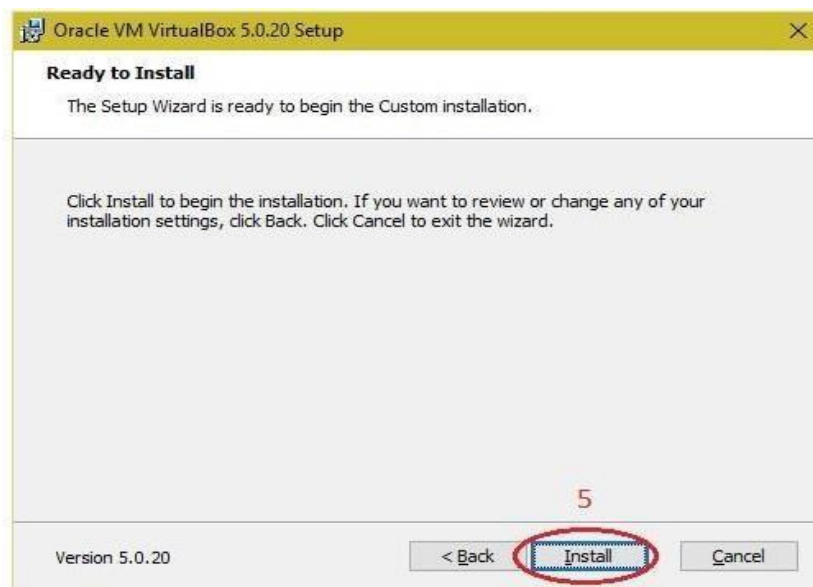 Oracle VM VirtualBox 5.0.20 Setup
Ready to Install
The Setup Wizard is ready to begin the Custom installation.
Click Install to begin the installation. If you want to review or change any of your
installation settings, click Back. Click Cancel to exit the wizard.
5
Version 5.0.20
< Back
Install
Cancel